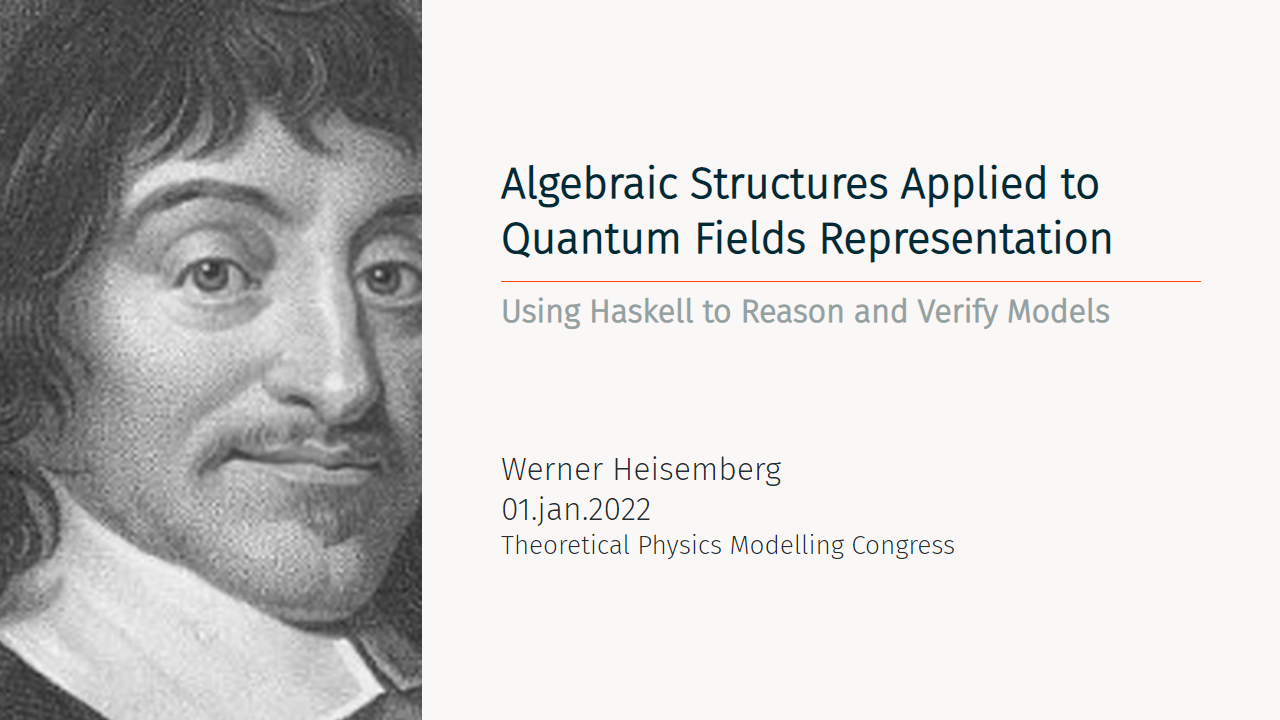 Algebraic Structures Applied to
Quantum Fields Representation
Using Haskell to Reason and Verify Models
Werner Heisemberg
01.jan.2022
Theoretical Physics Modelling Congress